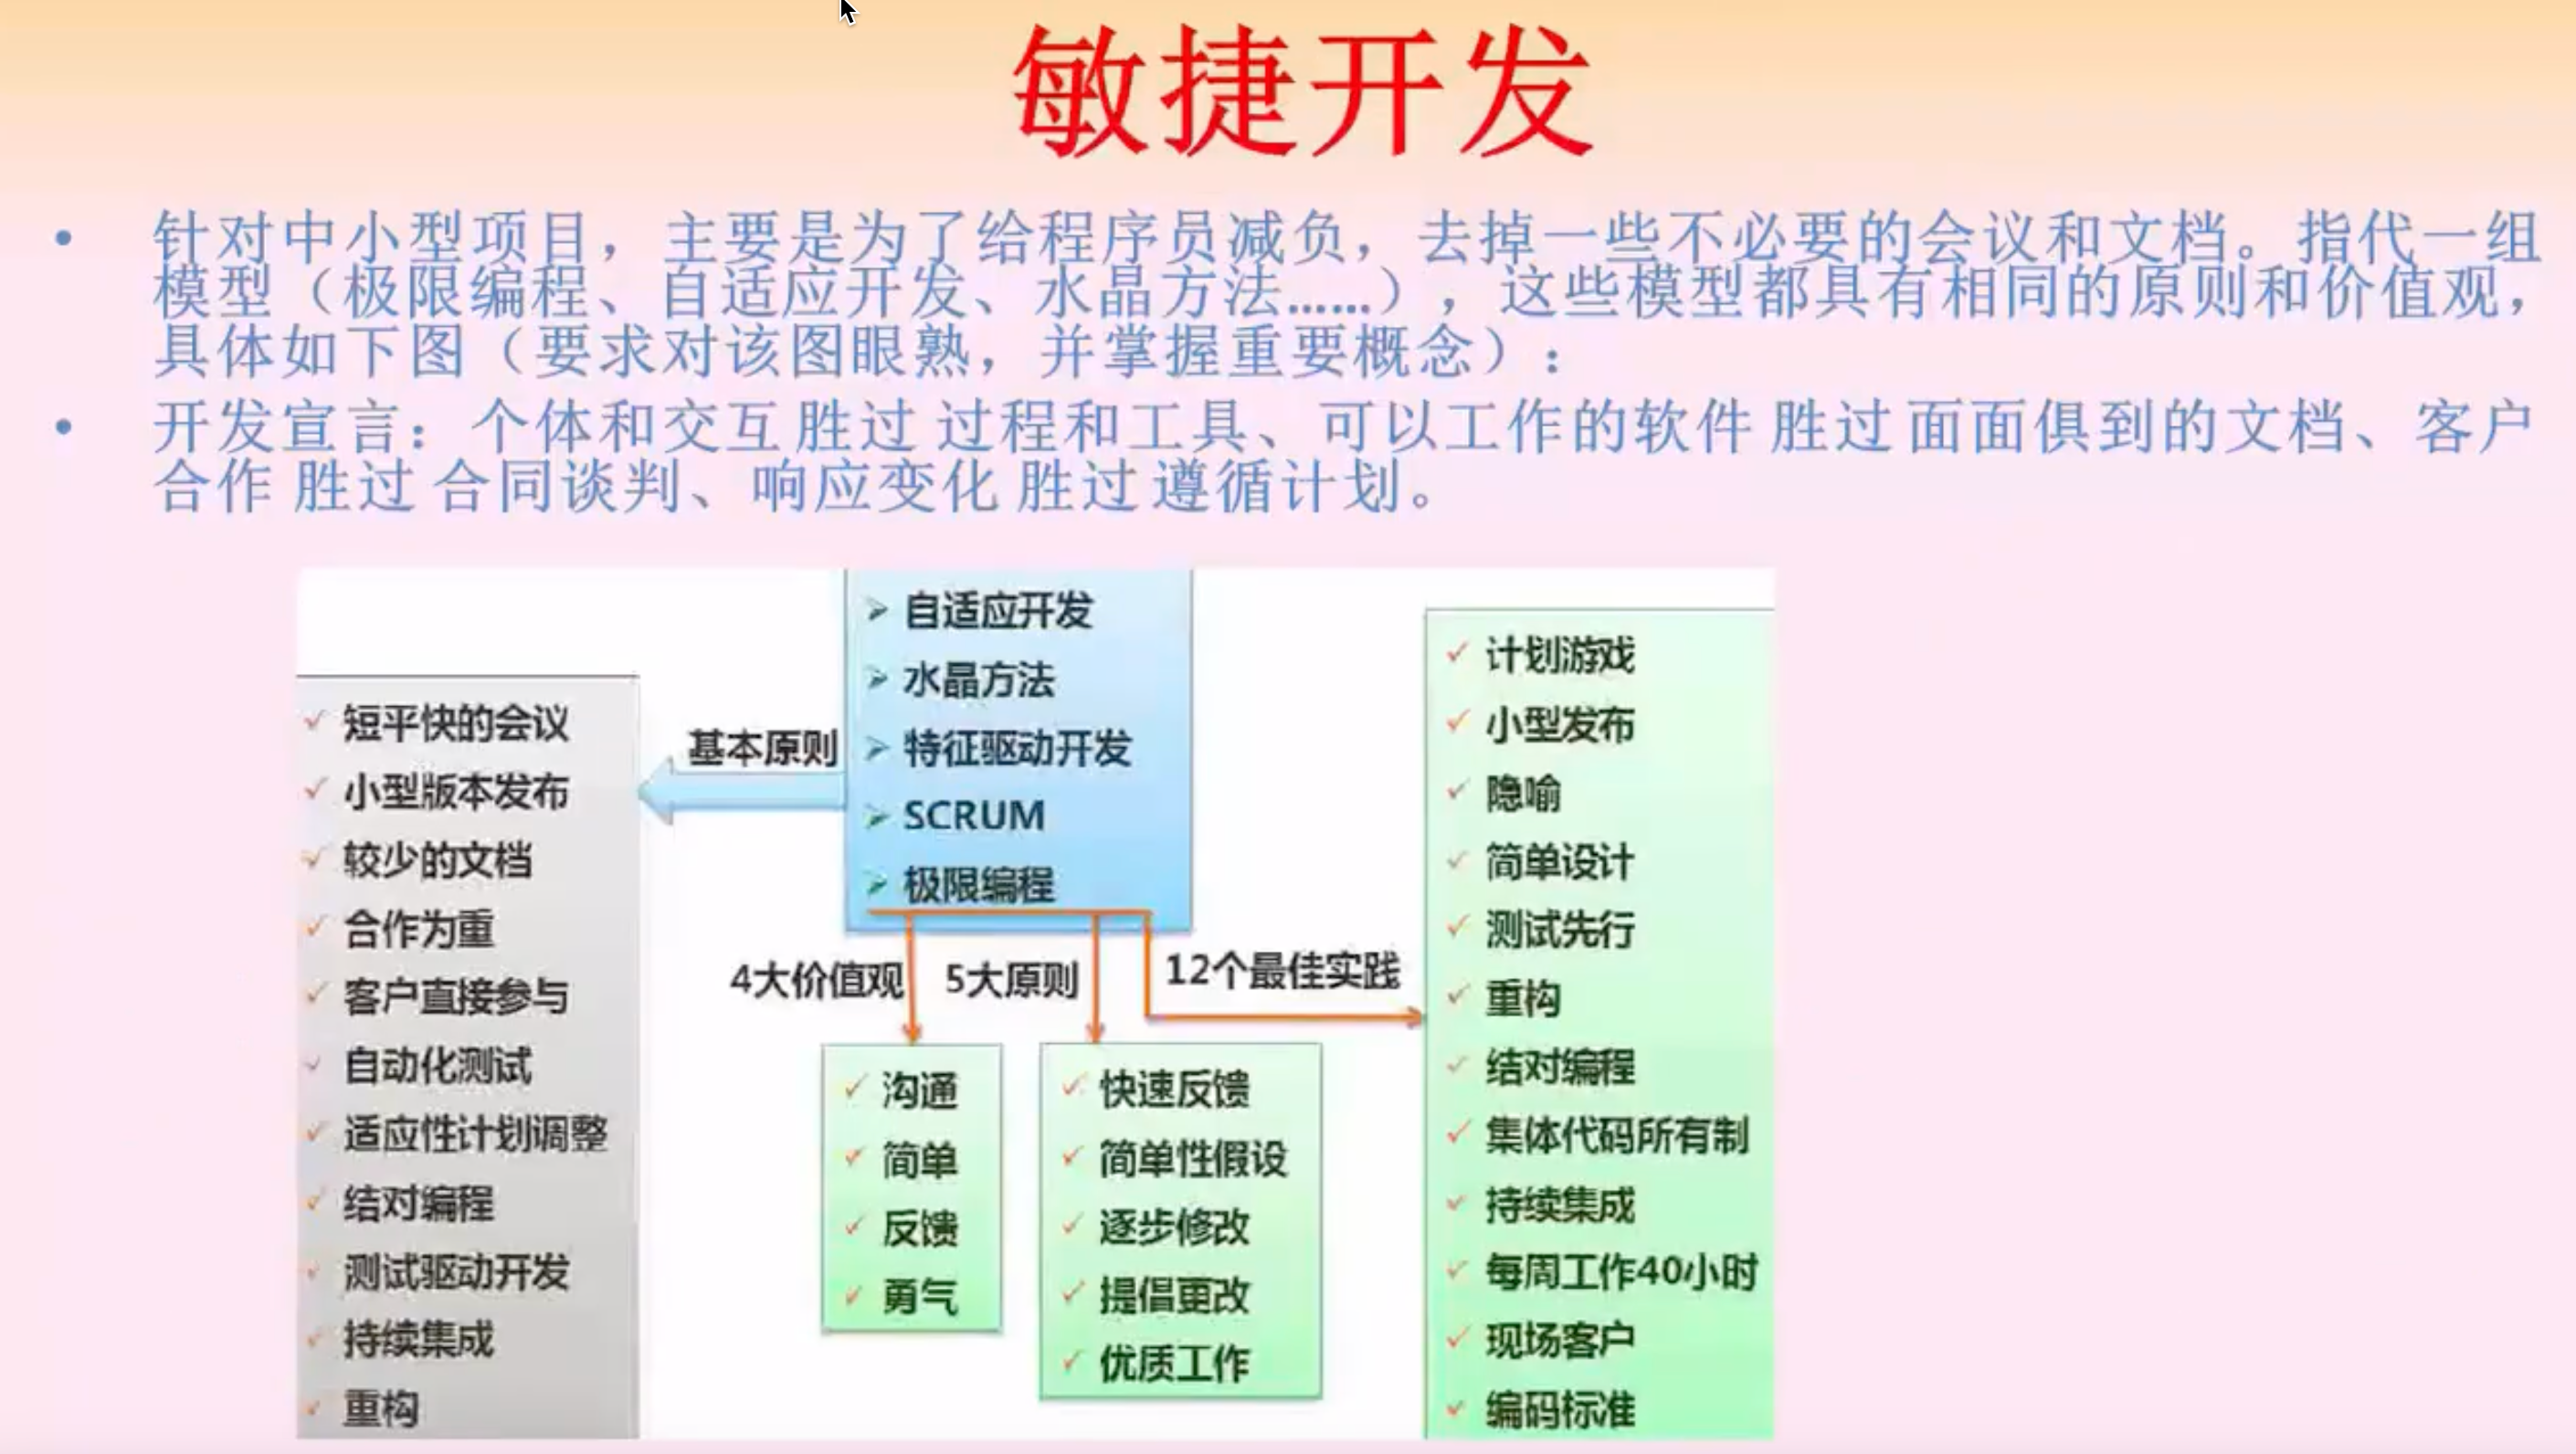 敏捷开发
• 针对中小型项目，主要是为了给程序员减负，去掉一些不必要的会议和文档。指代一组
模型（极限编程、自适应开发、水晶方法……），这些模型都具有相同的原则和价值观，
具体如下图（要求对该图眼熟，并掌握重要概念）：
• 开发宣言：个体和交互 胜过 过程和工具、可以工作的软件 胜过 面面俱到的文档、客户
合作 胜过 合同谈判、响应变化 胜过 遵循计划。
自适应开发
水晶方法
特征驱动开发
SCRUM
极限编程
基本原则
短平快的会议
小型版本发布
较少的文档
合作为重
客户直接参与
自动化测试
适应性计划调整
结对编程
测试驱动开发
持续集成
重构
4大价值观
沟通
简单
反馈
勇气
5大原则
快速反馈
简单性假设
逐步修改
提倡更改
优质工作
12个最佳实践
计划游戏
小型发布
隐喻
简单设计
测试先行
重构
结对编程
集体代码所有制
持续集成
每周工作40小时
现场客户
编码标准